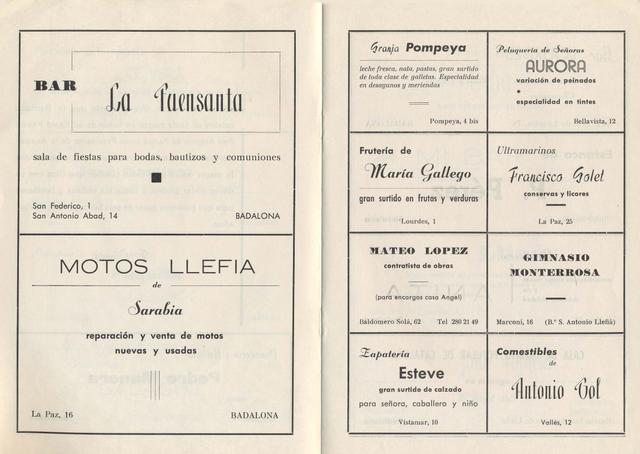 BAR La Fuensanta
sala de fiestas para bodas, bautizos y comuniones
San Federico, 1
San Antonio Abad, 14 BADALONA
MOTOS LLEFIA
de
Sarabia
reparación y venta de motos
nuevas y usadas
La Paz, 16 BADALONA
Granja Pompeya
leche fresca, nata, pastas, gran surtido
de toda clase de galletas. Especialidad
en desayunos y meriendas
Pompeya, 4 bis
Peluquería de Señoras
AURORA
variación de peinados
especialidad en tintes
Bellavista, 12
Frutería de
María Gallego
gran surtido en frutas y verduras
Lourdes, 1
Ultramarinos
Francisco Golet
conservas y licores
La Paz, 25
MATEO LOPEZ
contratista de obras
(para encargos casa Angel)
Báldomero Solá, 62 Tel 280 21 49
GIMNASIO
MONTERROSA
Marconi, 16 (B.º S. Antonio Llefiá)
Zapatería
Esteve
gran surtido de calzado
para señora, caballero y niño
Vistamar, 10
Comestibles
de
Antonio Gol
Vallés, 12